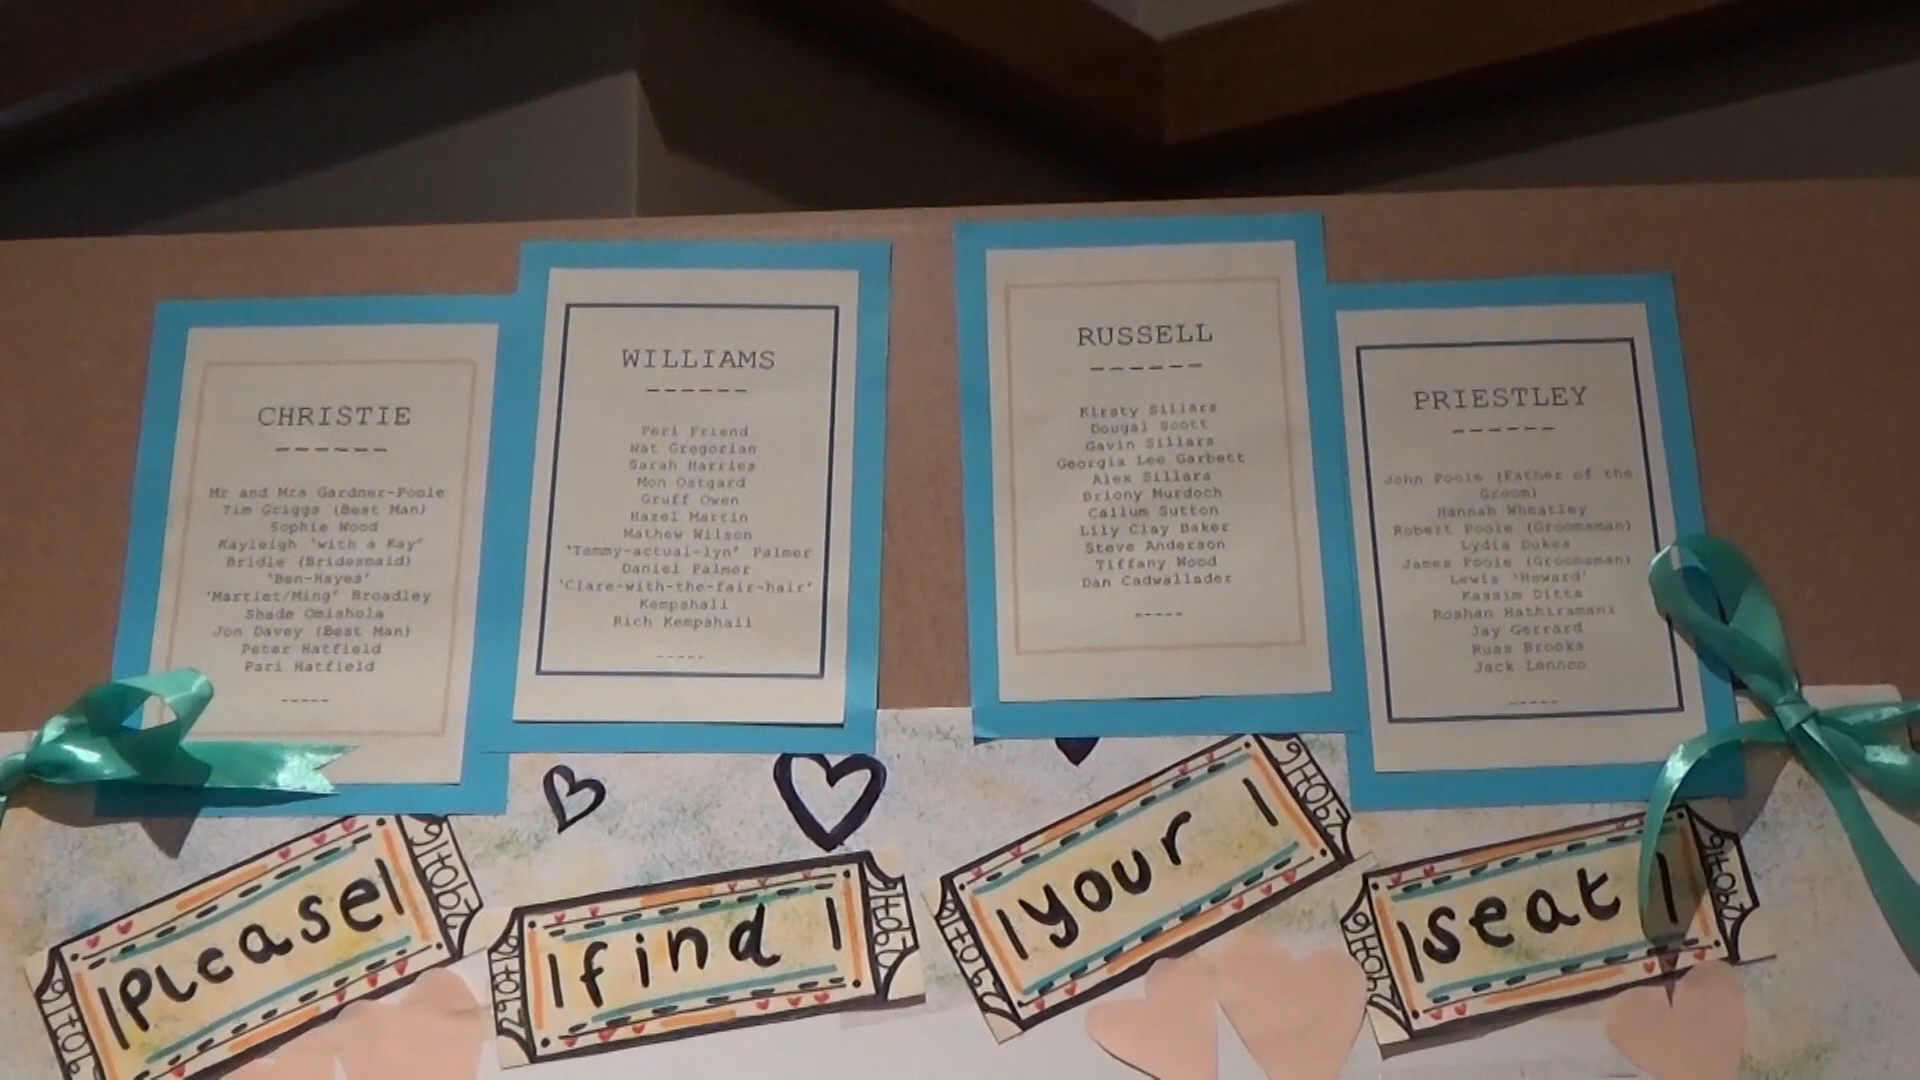 CHRISTIE
------
Mr and Mrs Gardner-Poole
Tim Griggs (Best Man)
Sophie Wood
Kayleigh 'with a Kay'
Bridle (Bridesmaid)
'Ben-Hayes'
'Martlet/Ming' Broadley
Shade Omishola
Jon Davey (Best Man)
Peter Hatfield
Pari Hatfield
-----
WILLIAMS
------
Peri Friend
Nat Gregorian
Sarah Harries
Mon Ostgard
Gruff Owen
Hazel Martin
Mathew Wilson
'Tammy-actual-lyn' Palmer
Daniel Palmer
'Clare-with-the-fair-hair'
Kempshall
Rich Kempshall
-----
RUSSELL
------
Kirsty Sillars
Dougal Scott
Gavin Sillars
Georgia Lee Garbett
Alex Sillars
Briony Murdoch
Callum Sutton
Lily Clay Baker
Steve Anderson
Tiffany Wood
Dan Cadwallader
-----
PRIESTLEY
------
John Poole (Father of the
Groom)
Hannah Wheatley
Robert Poole (Groomsman)
Lydia Dukes
James Poole (Groomsman)
Lewis 'Howard'
Kassim Ditta
Roshan Hathiramani
Jay Gerrard
Russ Brooks
Jack Lennon
-----
Please
find
your
seat